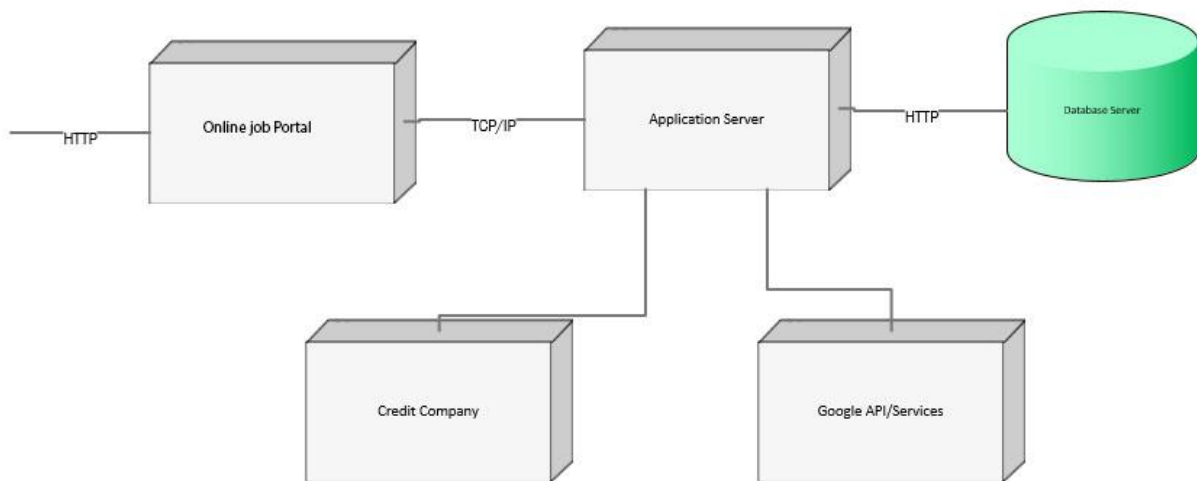 HTTP
Online job Portal
TCP/IP
Application Server
HTTP
Database Server
Credit Company
Google API/Services